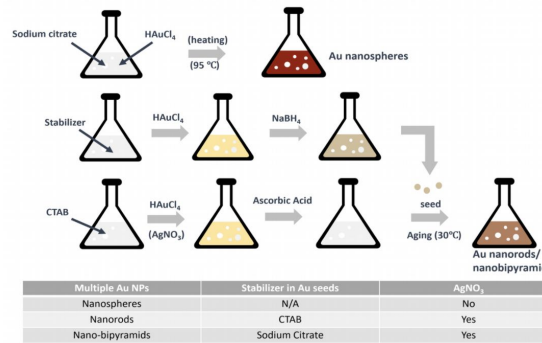 Sodium citrate
HAuCl₄
(heating)
(95 ℃)
Au nanospheres
Stabilizer
HAuCl₄
NaBH₄
CTAB
HAuCl₄
(AgNO₃)
Ascorbic Acid
seed
Aging (30℃)
Au nanorods/
nanobipyrami
Multiple Au NPs Stabilizer in Au seeds AgNO₃
Nanospheres N/A No
Nanorods CTAB Yes
Nano-bipyramids Sodium Citrate Yes